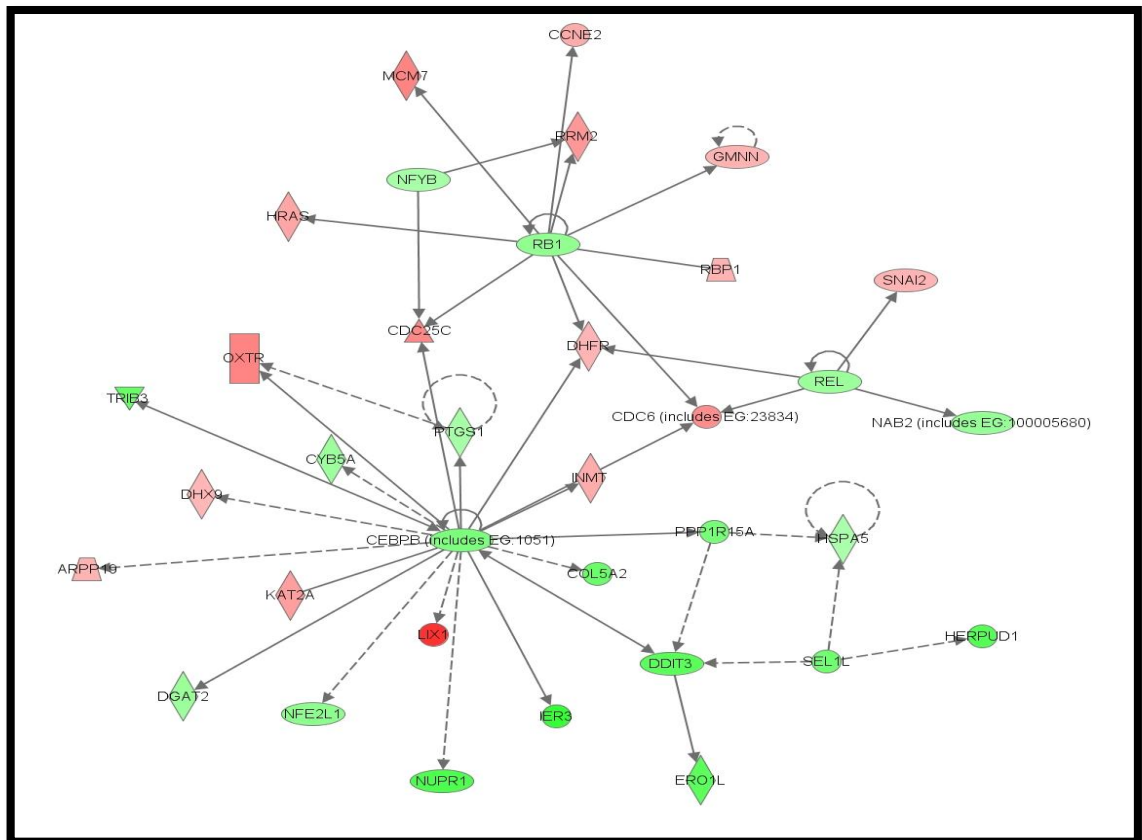 CCNE2
MCM7
RRM2
GMNN
NFYB
HRAS
RB1
RBP1
SNAI2
CDC25C
DHFR
OXTR
REL
TRIB3
CDC6 (includes EG:23834)
NAB2 (includes EG:100005680)
PTGS1
CYB5A
INMT
DHX9
CEBPB (includes EG:1051)
PPP1R15A
HSPA5
ARPP19
COL5A2
KAT2A
LIX1
HERPUD1
DDIT3
SEL1L
DGAT2
NFE2L1
IER3
NUPR1
ERO1L